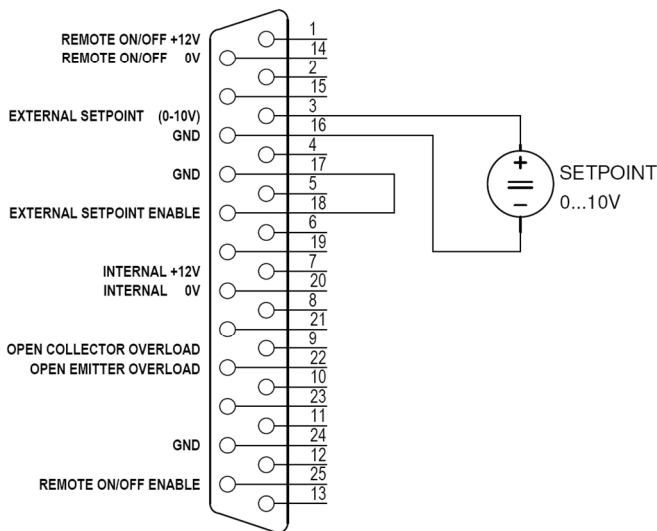 REMOTE ON/OFF +12V 1
REMOTE ON/OFF 0V 14
2
15
EXTERNAL SETPOINT (0-10V) 3
GND 16
4
GND 17
5
EXTERNAL SETPOINT ENABLE 18
6
19
INTERNAL +12V 7
INTERNAL 0V 20
8
21
OPEN COLLECTOR OVERLOAD 9
OPEN EMITTER OVERLOAD 22
10
23
11
GND 24
12
REMOTE ON/OFF ENABLE 25
13
+
SETPOINT
0...10V
−